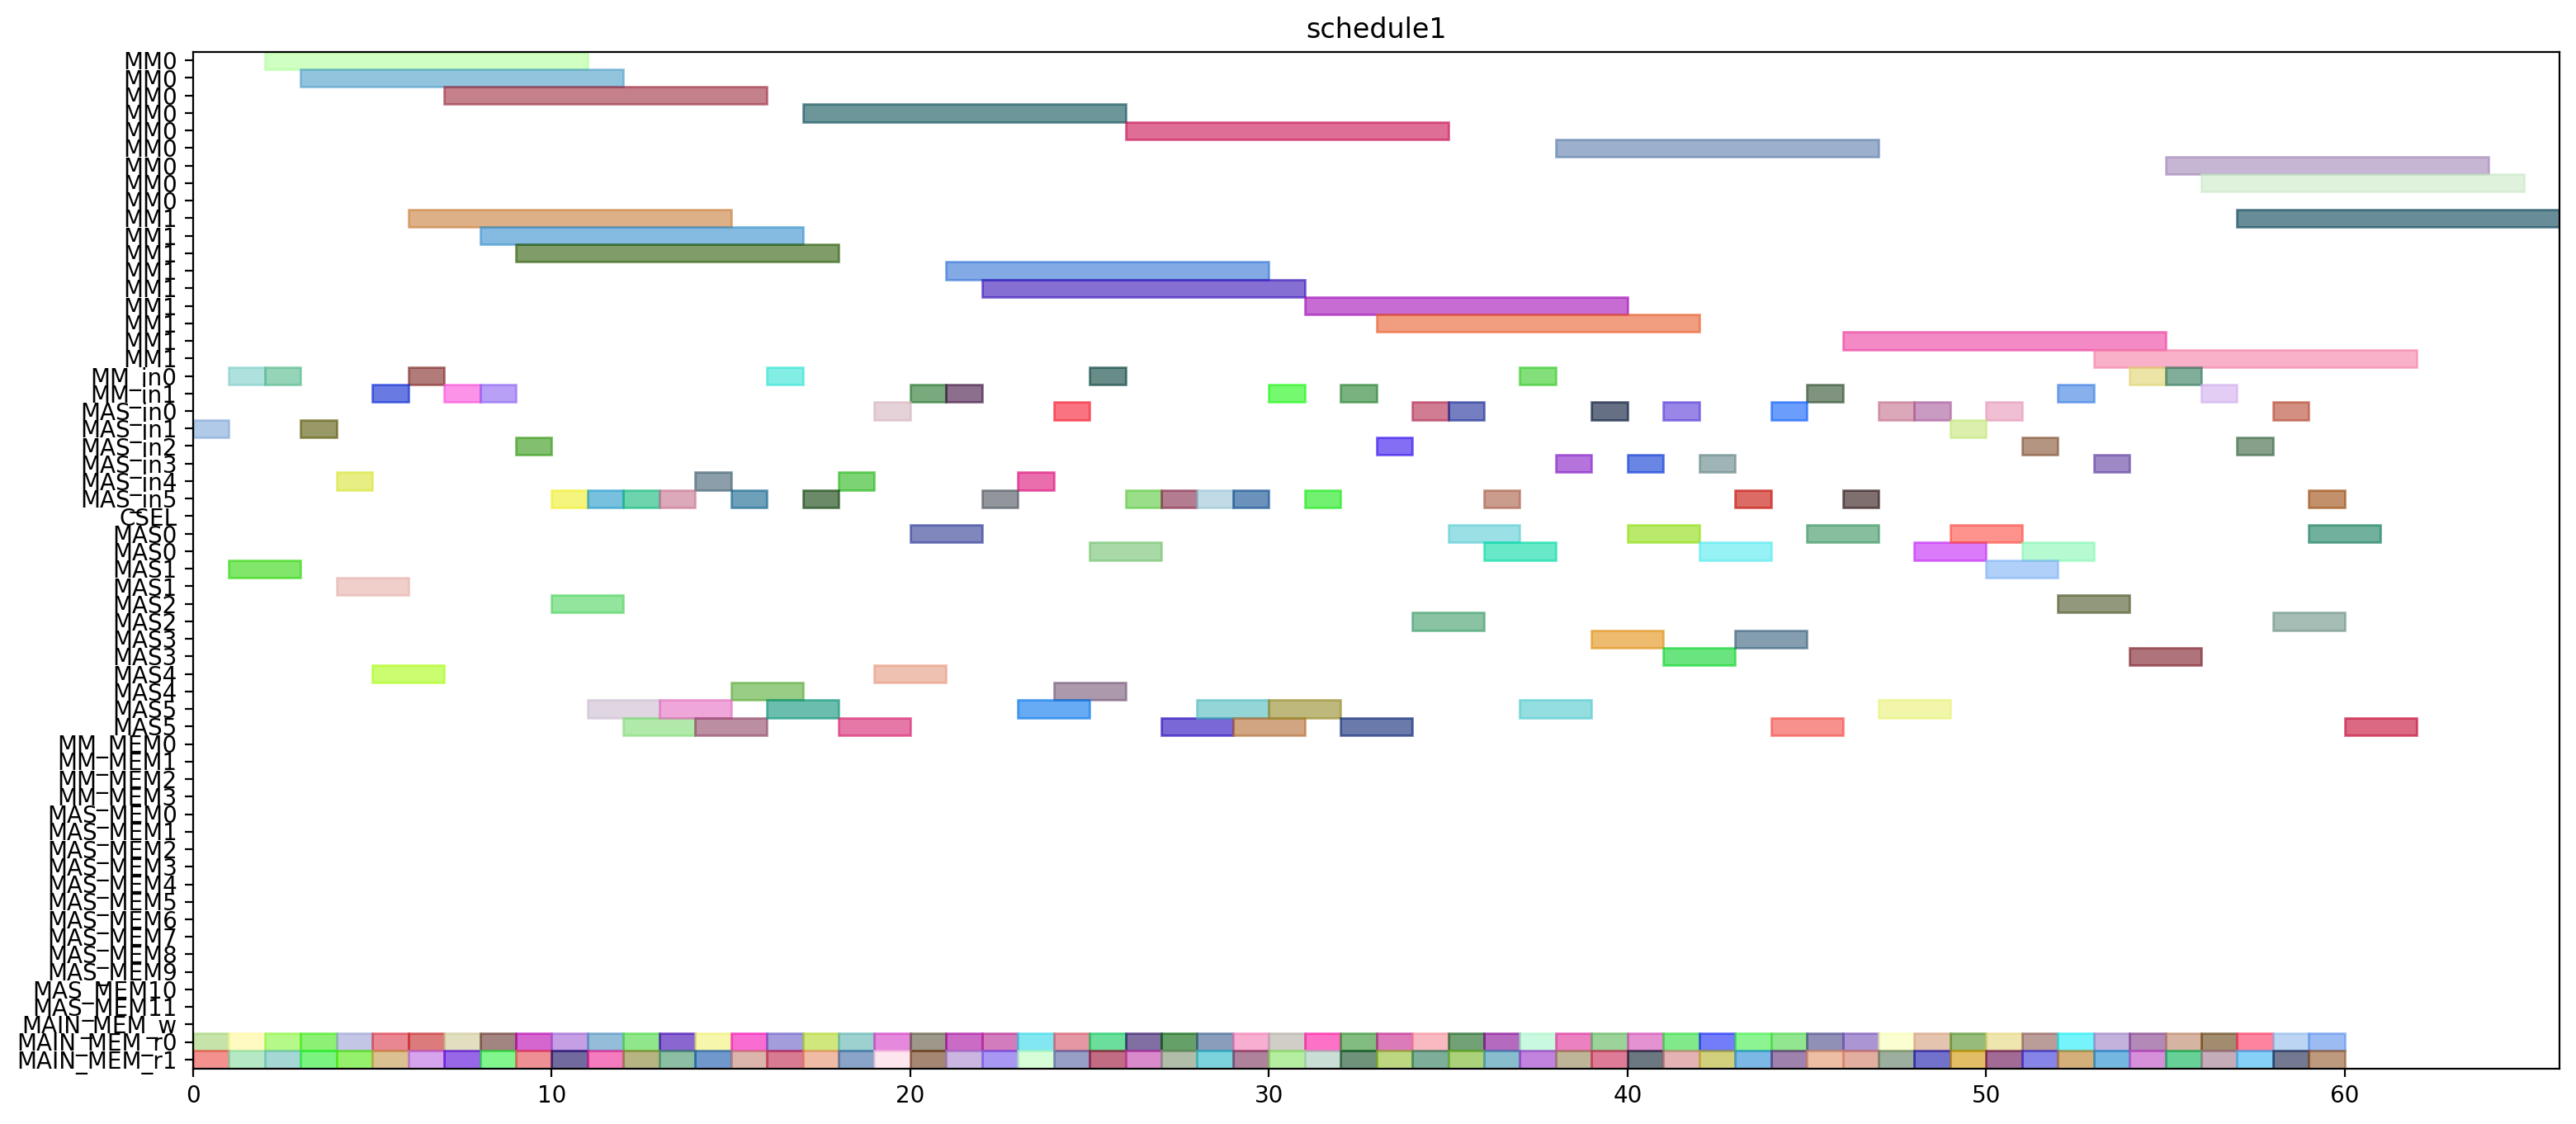 schedule1
MM0
MM0
MM0
MM0
MM0
MM0
MM0
MM0
MM0
MM1
MM1
MM1
MM1
MM1
MM1
MM1
MM1
MM1
MM_in0
MM_in1
MAS_in0
MAS_in1
MAS_in2
MAS_in3
MAS_in4
MAS_in5
CSEL
MAS0
MAS0
MAS1
MAS1
MAS2
MAS2
MAS3
MAS3
MAS4
MAS4
MAS5
MAS5
MM_MEM0
MM_MEM1
MM_MEM2
MM_MEM3
MAS_MEM0
MAS_MEM1
MAS_MEM2
MAS_MEM3
MAS_MEM4
MAS_MEM5
MAS_MEM6
MAS_MEM7
MAS_MEM8
MAS_MEM9
MAS_MEM10
MAS_MEM11
MAIN_MEM_w
MAIN_MEM_r0
MAIN_MEM_r1
0 10 20 30 40 50 60